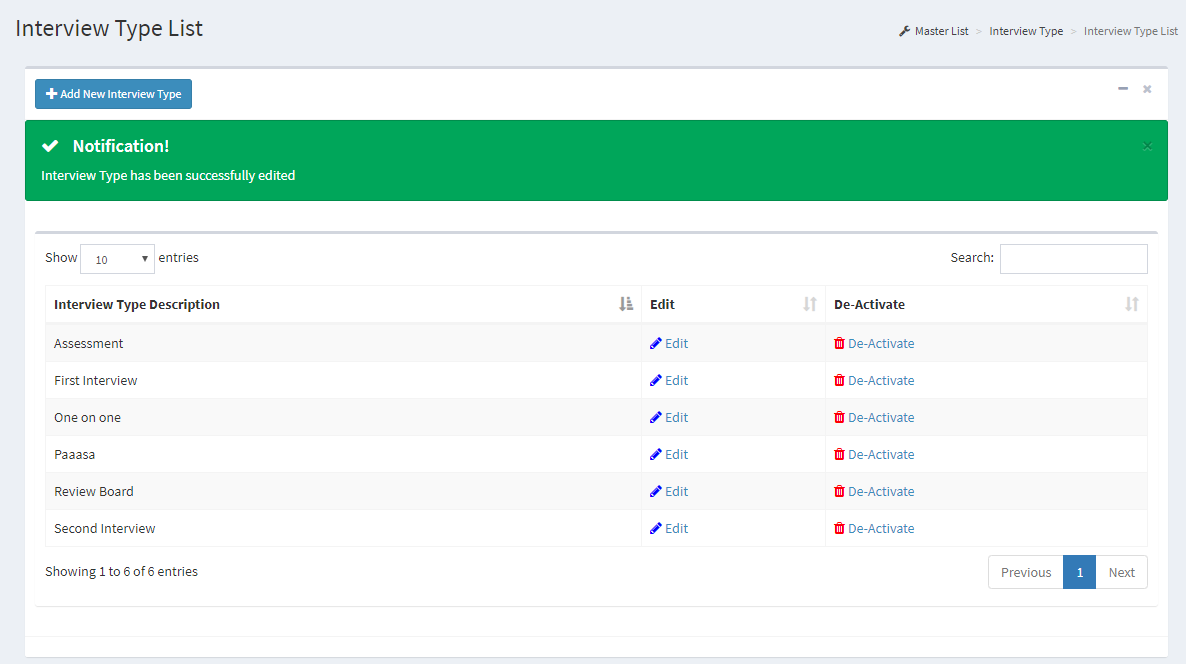 Interview Type List
Master List > Interview Type > Interview Type List
Add New Interview Type
Notification!
Interview Type has been successfully edited
Show 10 entries
Search:
Interview Type Description Edit De-Activate
Assessment Edit De-Activate
First Interview Edit De-Activate
One on one Edit De-Activate
Paaasa Edit De-Activate
Review Board Edit De-Activate
Second Interview Edit De-Activate
Showing 1 to 6 of 6 entries
Previous 1 Next